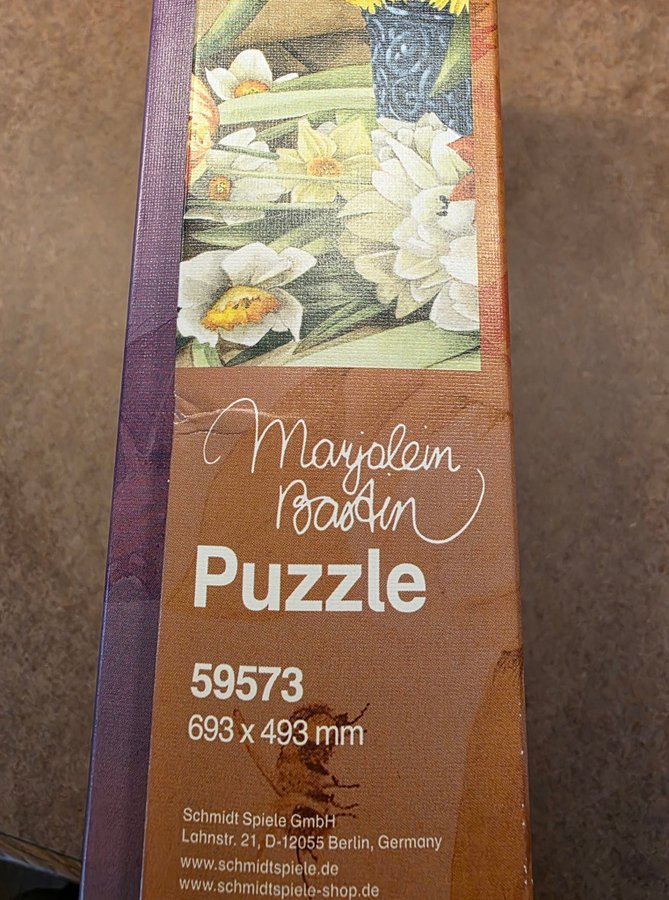 Marjolein
Bastin
Puzzle
59573
693 x 493 mm
Schmidt Spiele GmbH
Lahnstr. 21, D-12055 Berlin, Germany
www.schmidtspiele.de
www.schmidtspiele-shop.de